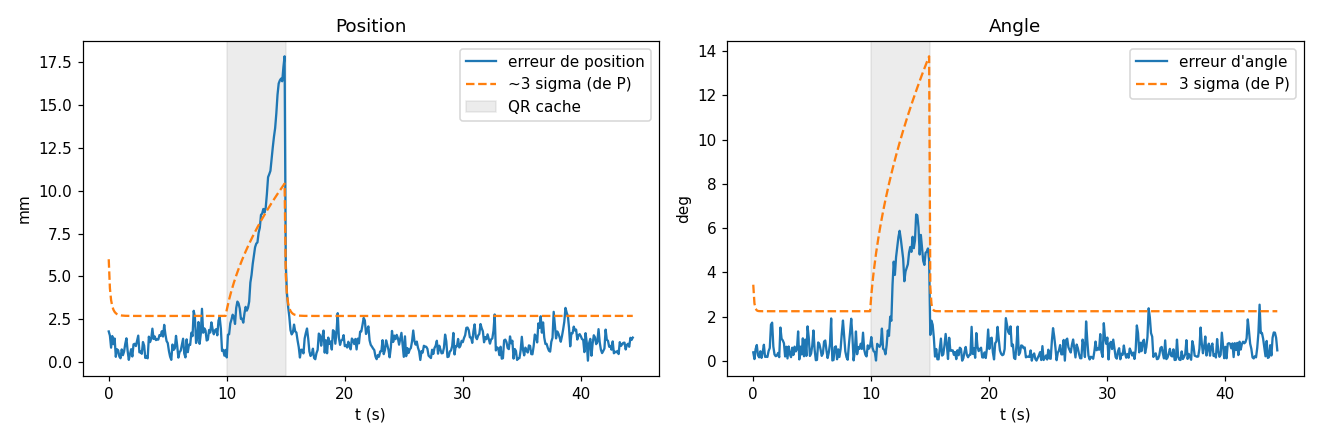 Position
17.5
15.0
12.5
10.0
7.5
5.0
2.5
0.0
mm
0
10
20
30
40
t (s)
erreur de position
~3 sigma (de P)
QR cache
Angle
14
12
10
8
6
4
2
0
deg
0
10
20
30
40
t (s)
erreur d'angle
3 sigma (de P)